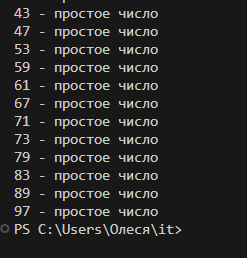 43 - простое число
47 - простое число
53 - простое число
59 - простое число
61 - простое число
67 - простое число
71 - простое число
73 - простое число
79 - простое число
83 - простое число
89 - простое число
97 - простое число
PS C:\Users\Олеся\it>